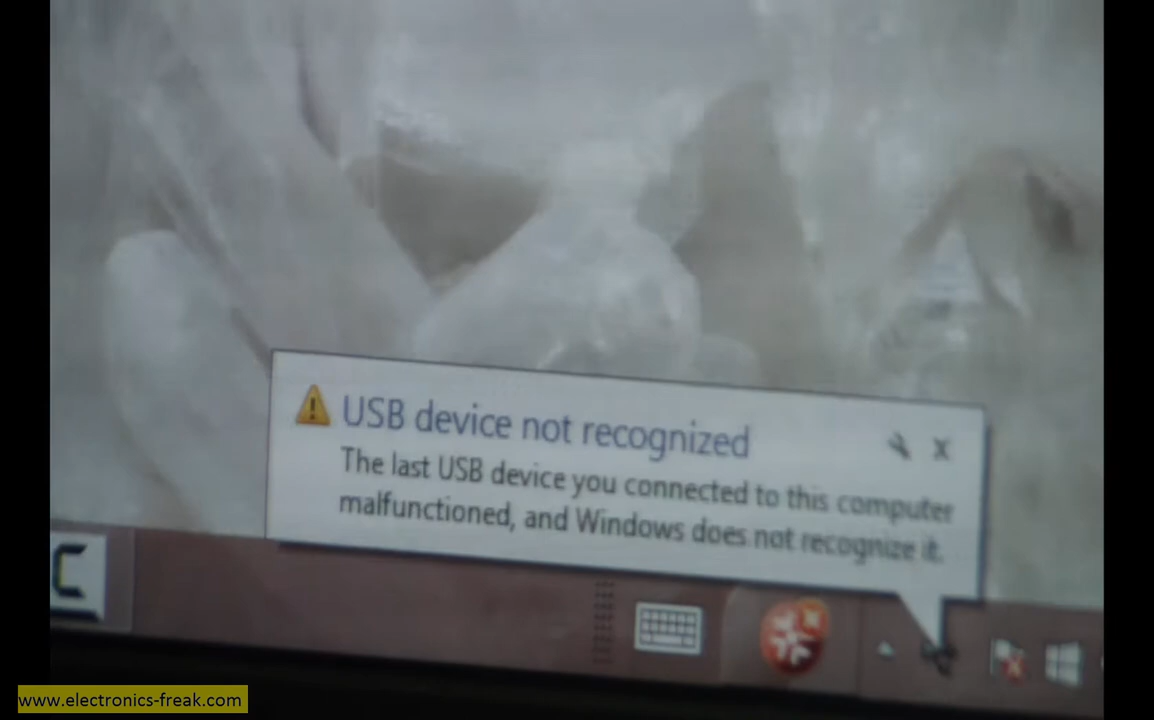 USB device not recognized
The last USB device you connected to this computer
malfunctioned, and Windows does not recognize it.
C
www.electronics-freak.com